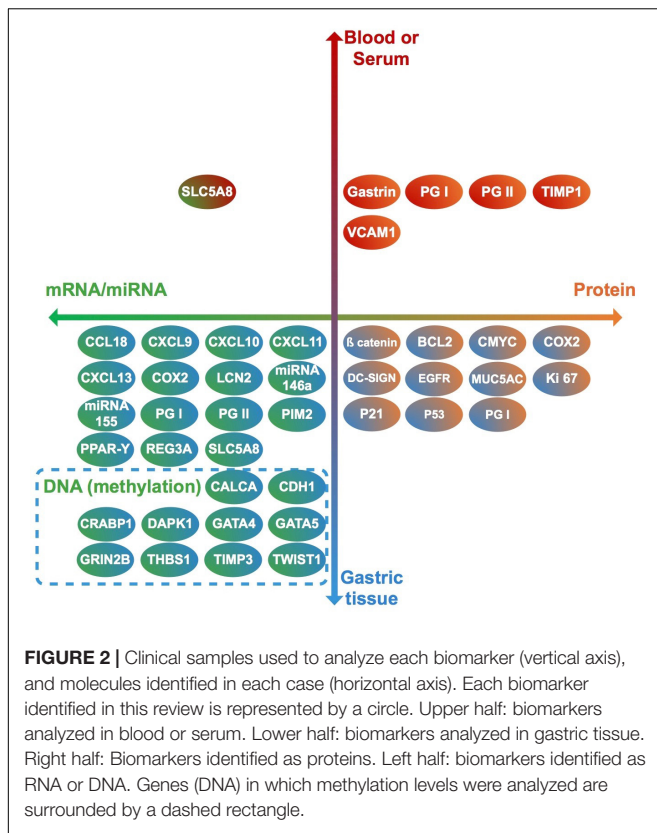 Blood or
Serum
SLC5A8
Gastrin PG I PG II TIMP1
VCAM1
mRNA/miRNA Protein
CCL18 CXCL9 CXCL10 CXCL11 ß catenin BCL2 CMYC COX2
CXCL13 COX2 LCN2 miRNA 146a DC-SIGN EGFR MUC5AC Ki 67
miRNA 155 PG I PG II PIM2 P21 P53 PG I
PPAR-Y REG3A SLC5A8
DNA (methylation) CALCA CDH1
CRABP1 DAPK1 GATA4 GATA5
GRIN2B THBS1 TIMP3 TWIST1
Gastric
tissue
FIGURE 2 | Clinical samples used to analyze each biomarker (vertical axis),
and molecules identified in each case (horizontal axis). Each biomarker
identified in this review is represented by a circle. Upper half: biomarkers
analyzed in blood or serum. Lower half: biomarkers analyzed in gastric tissue.
Right half: Biomarkers identified as proteins. Left half: biomarkers identified as
RNA or DNA. Genes (DNA) in which methylation levels were analyzed are
surrounded by a dashed rectangle.